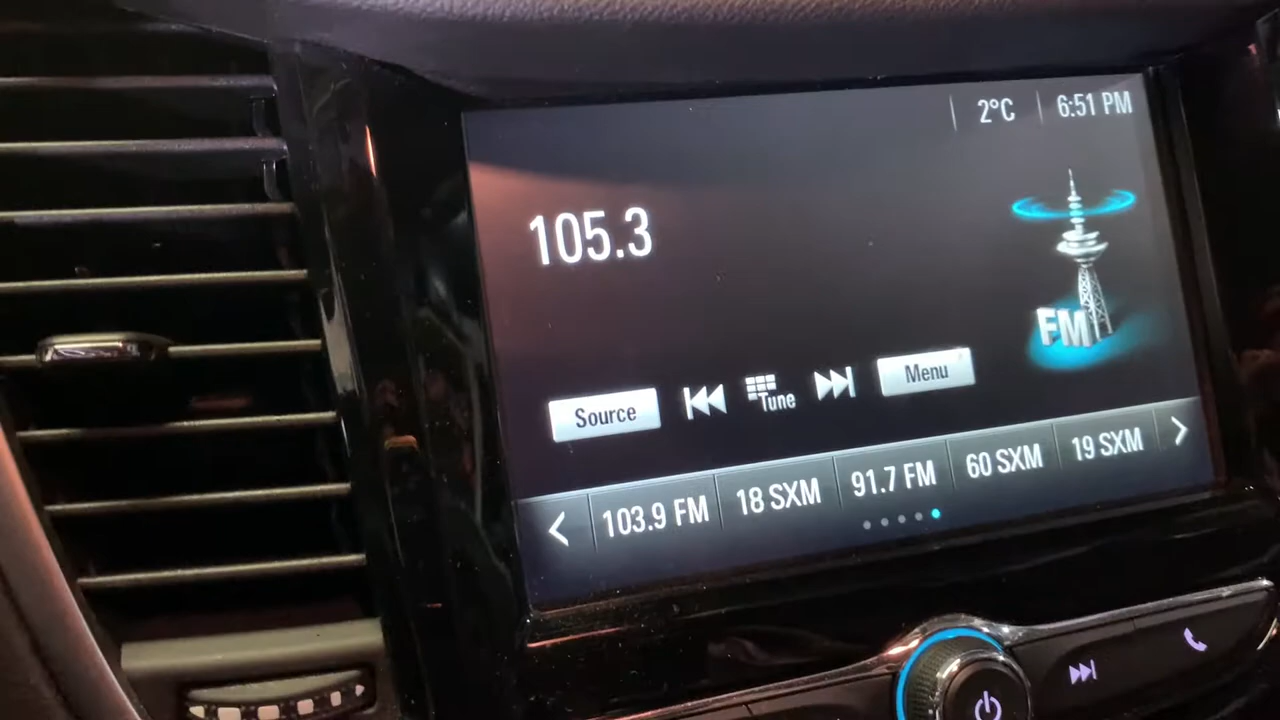 2°C 6:51 PM
105.3
FM
Source Tune Menu
103.9 FM 18 SXM 91.7 FM 60 SXM 19 SXM